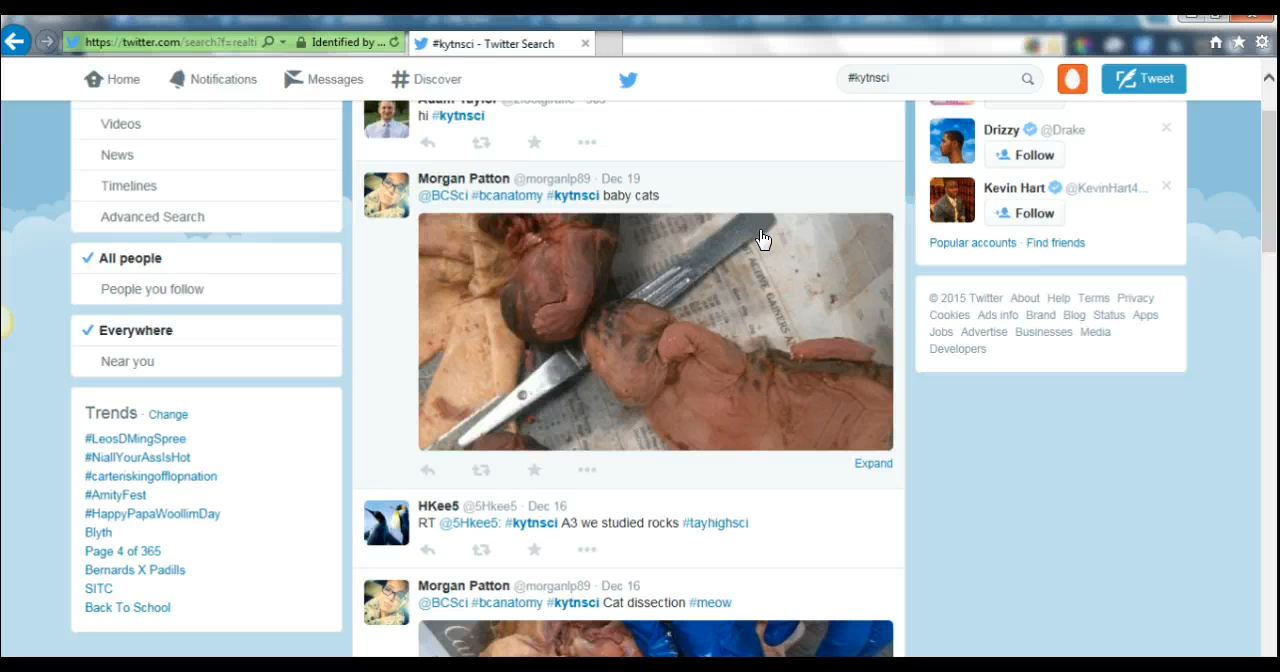 https://twitter.com/search?f=realti
Identified by ...
#kytnsci - Twitter Search
Home
Notifications
Messages
Discover
#kytnsci
Tweet
Videos
News
Timelines
Advanced Search
All people
People you follow
Everywhere
Near you
Trends · Change
#LeosDMingSpree
#NiallYourAssIsHot
#carteriskingofflopnation
#AmityFest
#HappyPapaWoollimDay
Blyth
Page 4 of 365
Bernards X Padills
SITC
Back To School
Adam Taylor
hi #kytnsci
Morgan Patton @morganlp89 · Dec 19
@BCSci #bcanatomy #kytnsci baby cats
GAINERS
Expand
HKee5 @5Hkee5 · Dec 16
RT @5Hkee5: #kytnsci A3 we studied rocks #tayhighsci
Morgan Patton @morganlp89 · Dec 16
@BCSci #bcanatomy #kytnsci Cat dissection #meow
Drizzy @Drake
Follow
Kevin Hart @KevinHart4...
Follow
Popular accounts · Find friends
© 2015 Twitter About Help Terms Privacy
Cookies Ads info Brand Blog Status Apps
Jobs Advertise Businesses Media
Developers